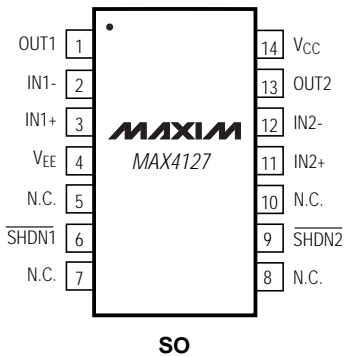 OUT1 1 14 VCC
IN1- 2 13 OUT2
IN1+ 3 12 IN2-
VEE 4 11 IN2+
N.C. 5 10 N.C.
SHDN1 6 9 SHDN2
N.C. 7 8 N.C.
MAXIM
MAX4127
SO